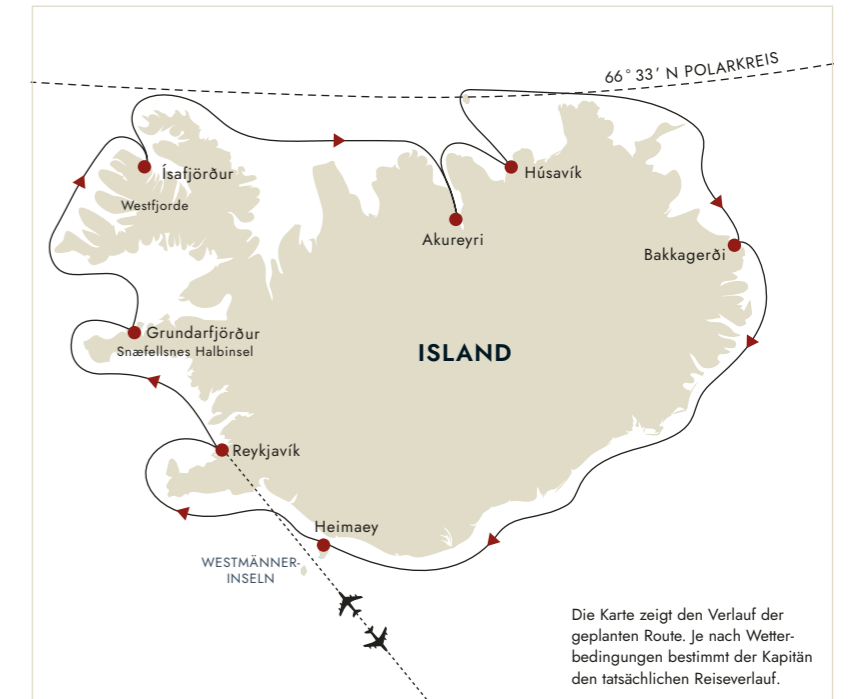 66° 33′ N POLARKREIS
Ísafjörður
Westfjorde
Húsavík
Akureyri
Bakkagerði
Grundarfjörður
Snæfellsnes Halbinsel
ISLAND
Reykjavík
Heimaey
WESTMÄNNER-
INSELN
Die Karte zeigt den Verlauf der
geplanten Route. Je nach Wetter-
bedingungen bestimmt der Kapitän
den tatsächlichen Reiseverlauf.